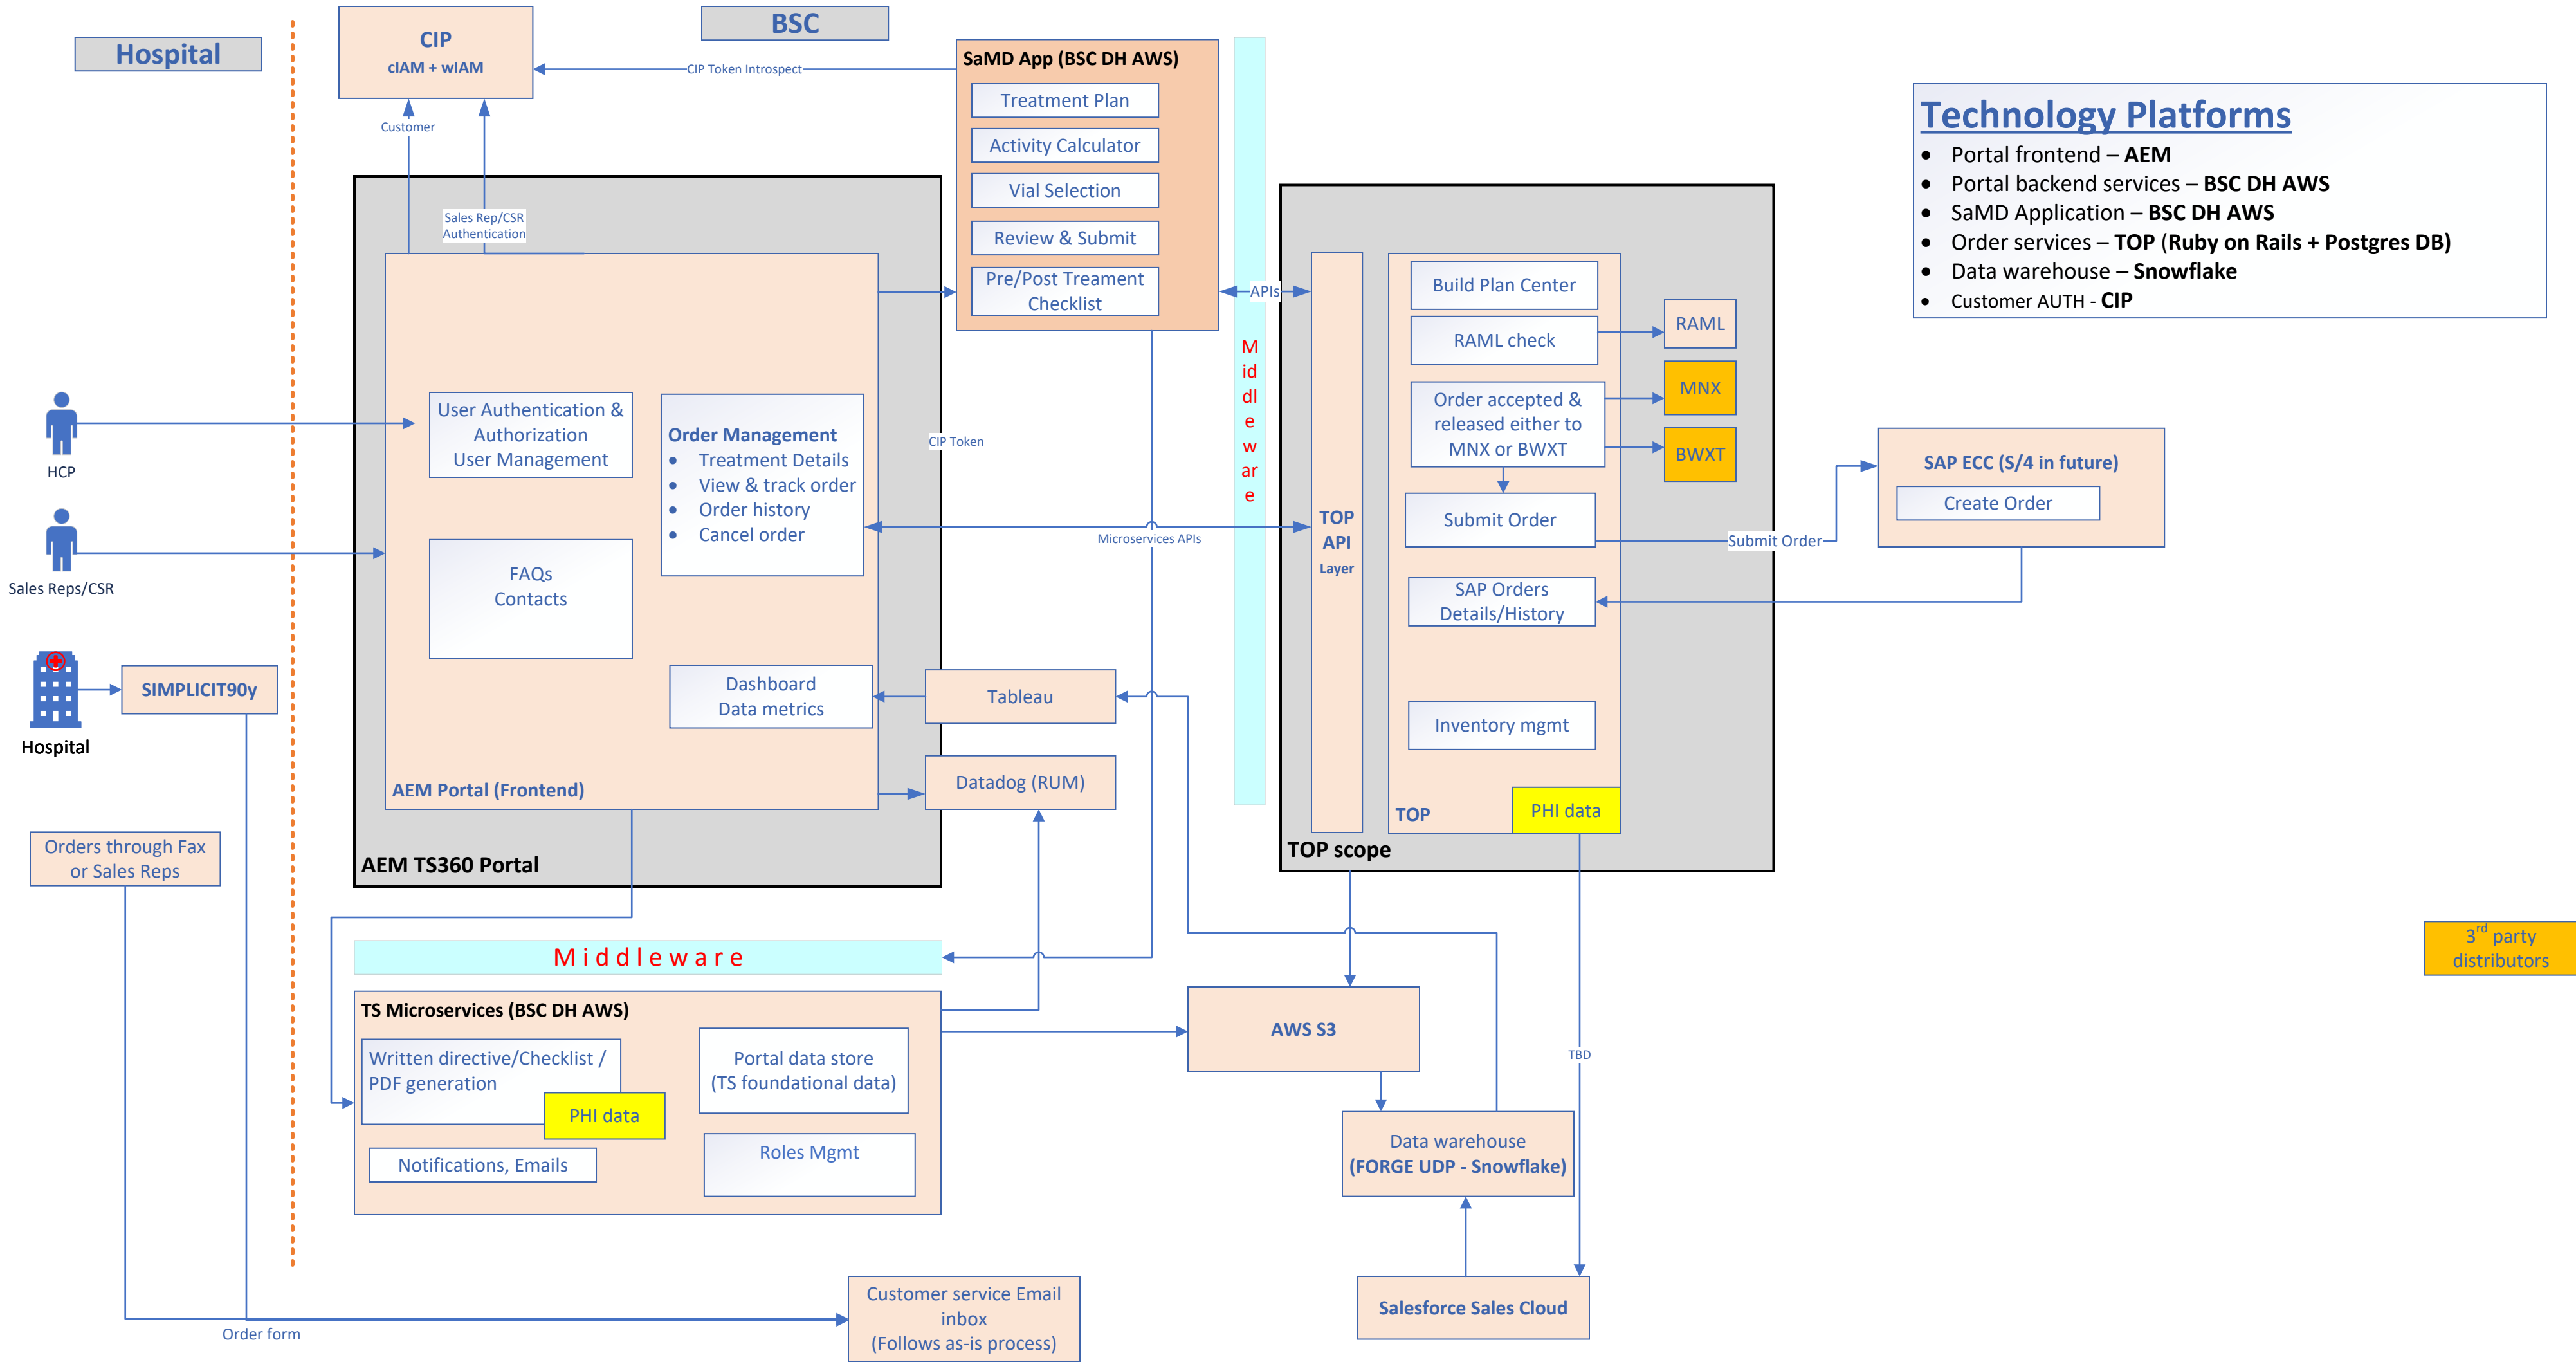 Hospital
BSC
CIP
cIAM + wIAM
CIP Token Introspect
Customer
Sales Rep/CSR
Authentication
SaMD App (BSC DH AWS)
Treatment Plan
Activity Calculator
Vial Selection
Review & Submit
Pre/Post Treament
Checklist
APIs
M
id
dl
e
w
ar
e
Technology Platforms
• Portal frontend – AEM
• Portal backend services – BSC DH AWS
• SaMD Application – BSC DH AWS
• Order services – TOP (Ruby on Rails + Postgres DB)
• Data warehouse – Snowflake
• Customer AUTH - CIP
HCP
Sales Reps/CSR
Hospital
SIMPLICIT90y
Orders through Fax
or Sales Reps
Order form
User Authentication &
Authorization
User Management
FAQs
Contacts
Order Management
• Treatment Details
• View & track order
• Order history
• Cancel order
CIP Token
Microservices APIs
Dashboard
Data metrics
Tableau
Datadog (RUM)
AEM Portal (Frontend)
AEM TS360 Portal
TOP
API
Layer
Build Plan Center
RAML check
Order accepted &
released either to
MNX or BWXT
Submit Order
SAP Orders
Details/History
Inventory mgmt
PHI data
TOP
TOP scope
RAML
MNX
BWXT
Submit Order
SAP ECC (S/4 in future)
Create Order
3rd party
distributors
Middleware
TS Microservices (BSC DH AWS)
Written directive/Checklist /
PDF generation
PHI data
Notifications, Emails
Portal data store
(TS foundational data)
Roles Mgmt
AWS S3
TBD
Data warehouse
(FORGE UDP - Snowflake)
Salesforce Sales Cloud
Customer service Email
inbox
(Follows as-is process)